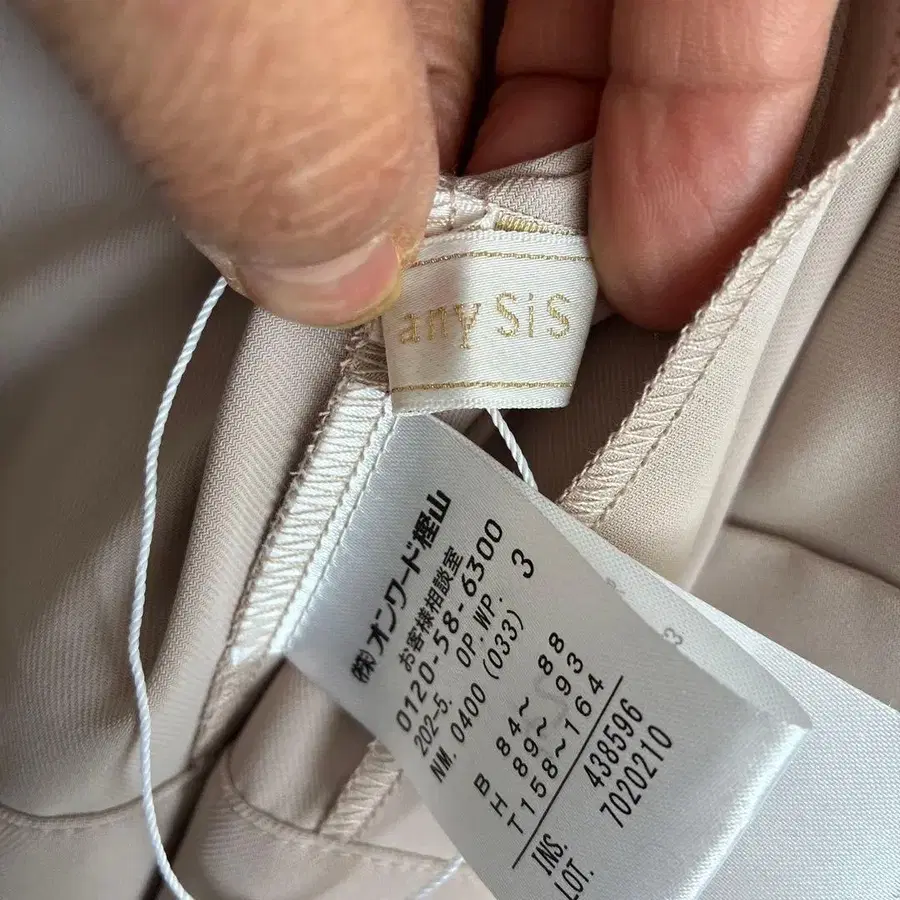 any SiS
(株)オンワード樫山
お客様相談室
0120-58-6300
202-5. OP.WP. 3
NM. 0400 (033)
B 84~ 88
H 89~ 93
T158~164
INS. 438596
LOT. 7020210